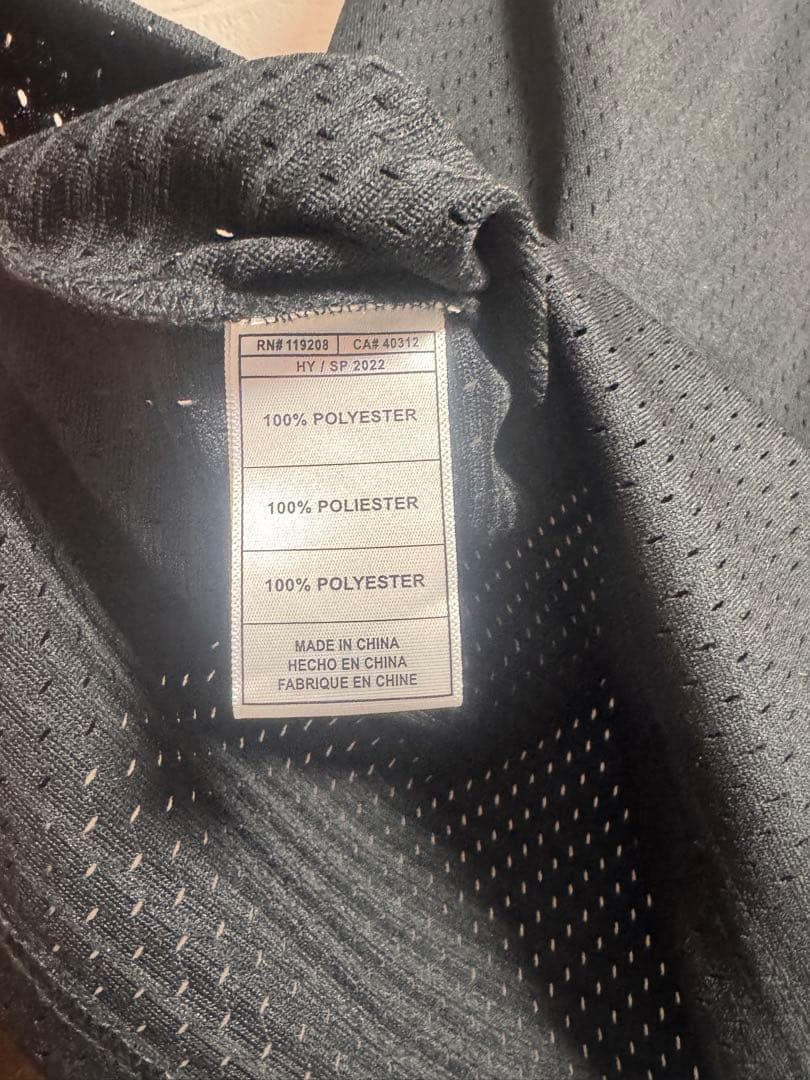 RN# 119208 CA# 40312
HY / SP 2022
100% POLYESTER
100% POLIESTER
100% POLYESTER
MADE IN CHINA
HECHO EN CHINA
FABRIQUE EN CHINE